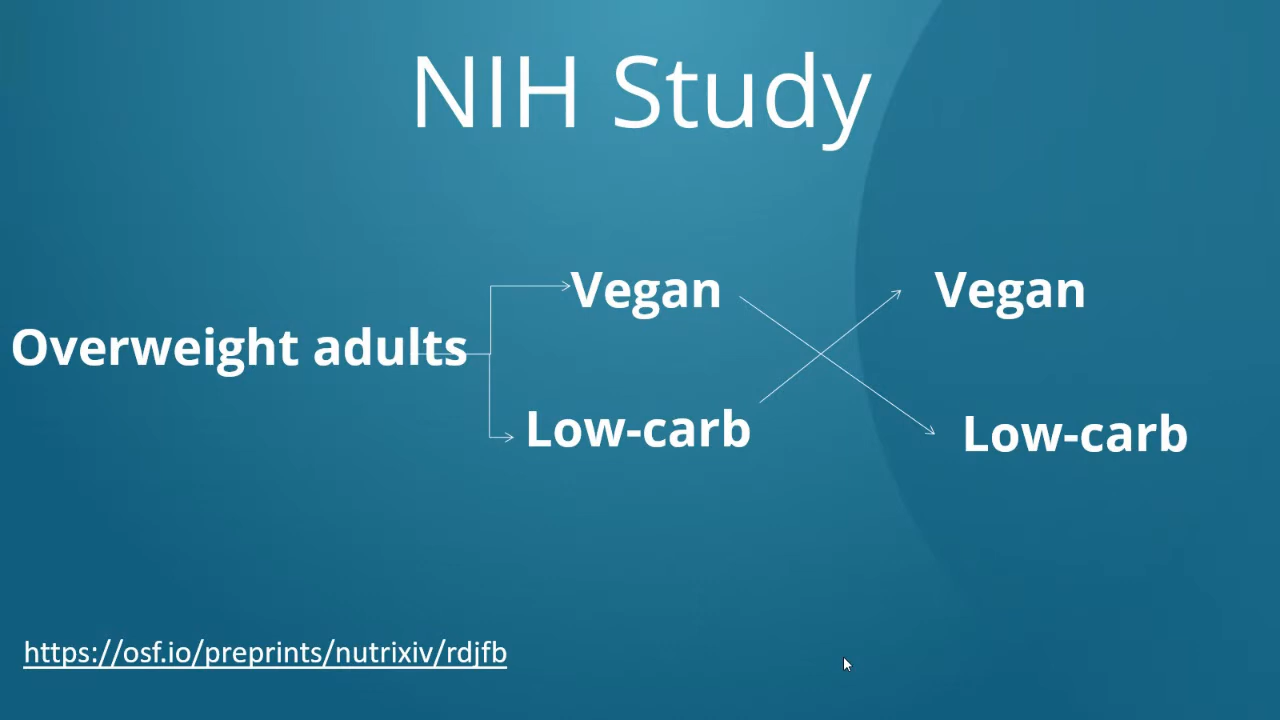 NIH Study
Overweight adults
Vegan
Low-carb
Vegan
Low-carb
https://osf.io/preprints/nutrixiv/rdjfb